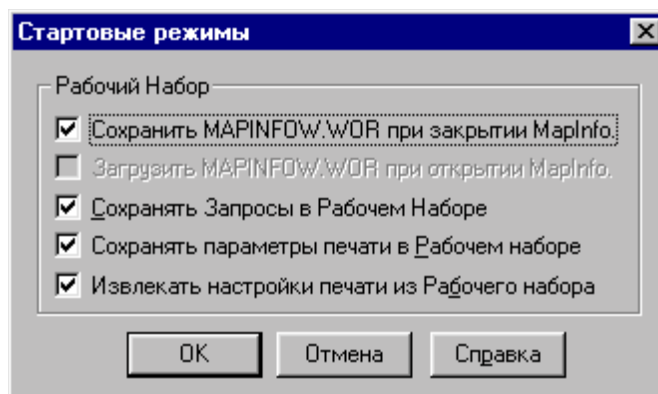 Стартовые режимы
Рабочий Набор
Сохранить MAPINFOW.WOR при закрытии MapInfo.
Загрузить MAPINFOW.WOR при открытии MapInfo.
Сохранять Запросы в Рабочем Наборе
Сохранять параметры печати в Рабочем наборе
Извлекать настройки печати из Рабочего набора
OK Отмена Справка